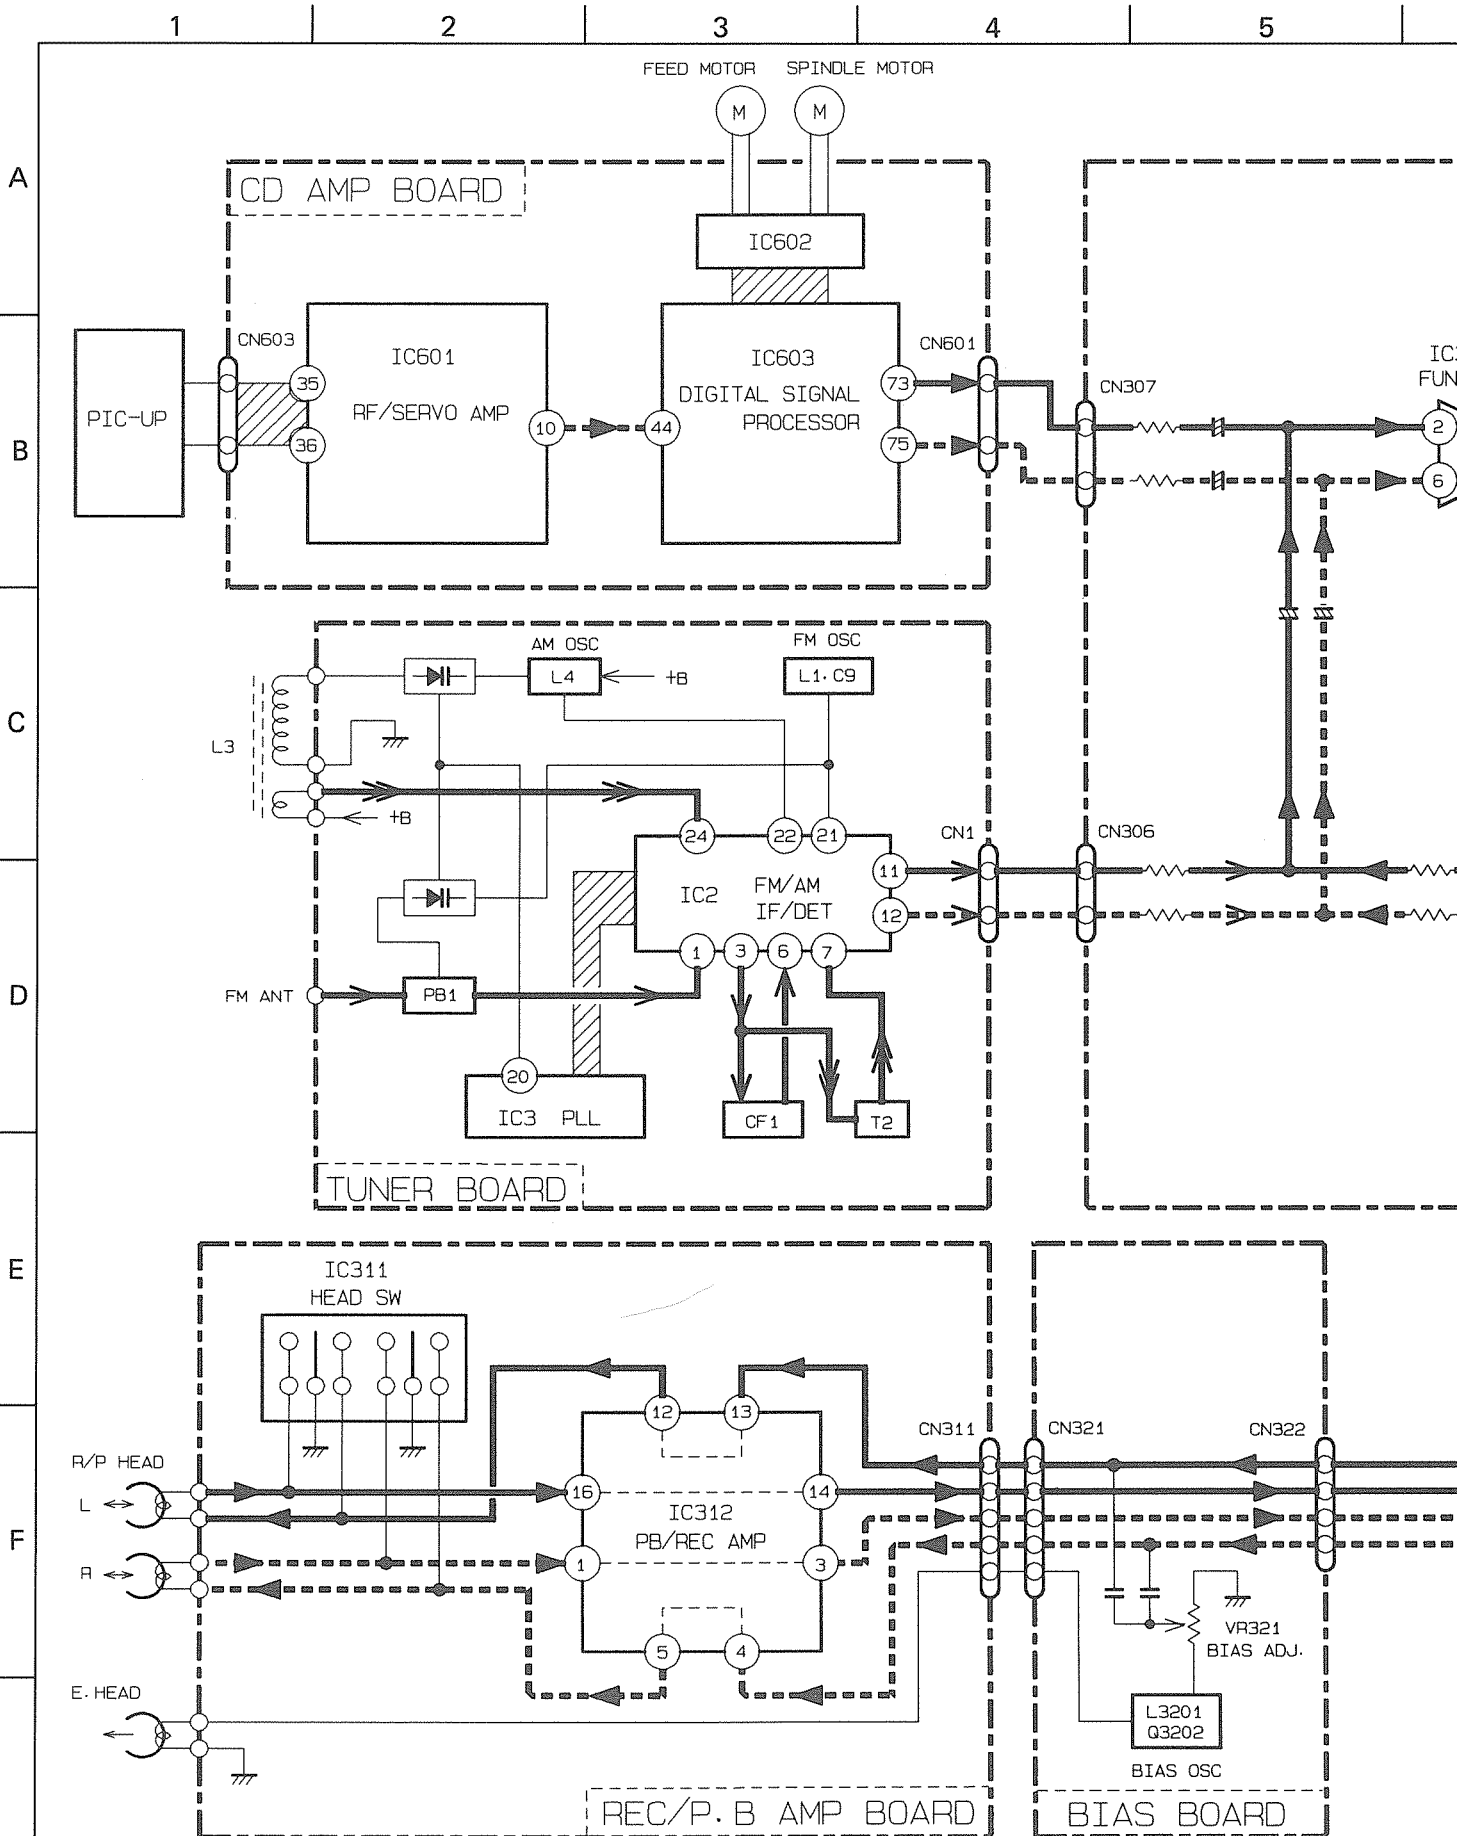 1 2 3 4 5
FEED MOTOR SPINDLE MOTOR
M M
A
CD AMP BOARD
IC602
CN603
IC601
IC603
CN601
CN307
PIC-UP
35
RF/SERVO AMP
DIGITAL SIGNAL
PROCESSOR
73
36
10
44
75
2
6
B
AM OSC
FM OSC
L4
+B
L1.C9
C
L3
+B
24
22
21
CN1
CN306
11
IC2
FM/AM
IF/DET
12
1
3
6
7
D
FM ANT
PB1
20
IC3 PLL
CF1
T2
TUNER BOARD
E
IC311
HEAD SW
12
13
CN311
CN321
CN322
R/P HEAD
L
16
14
IC312
PB/REC AMP
F
R
1
3
5
4
VR321
BIAS ADJ.
E.HEAD
L3201
Q3202
BIAS OSC
REC/P.B AMP BOARD
BIAS BOARD